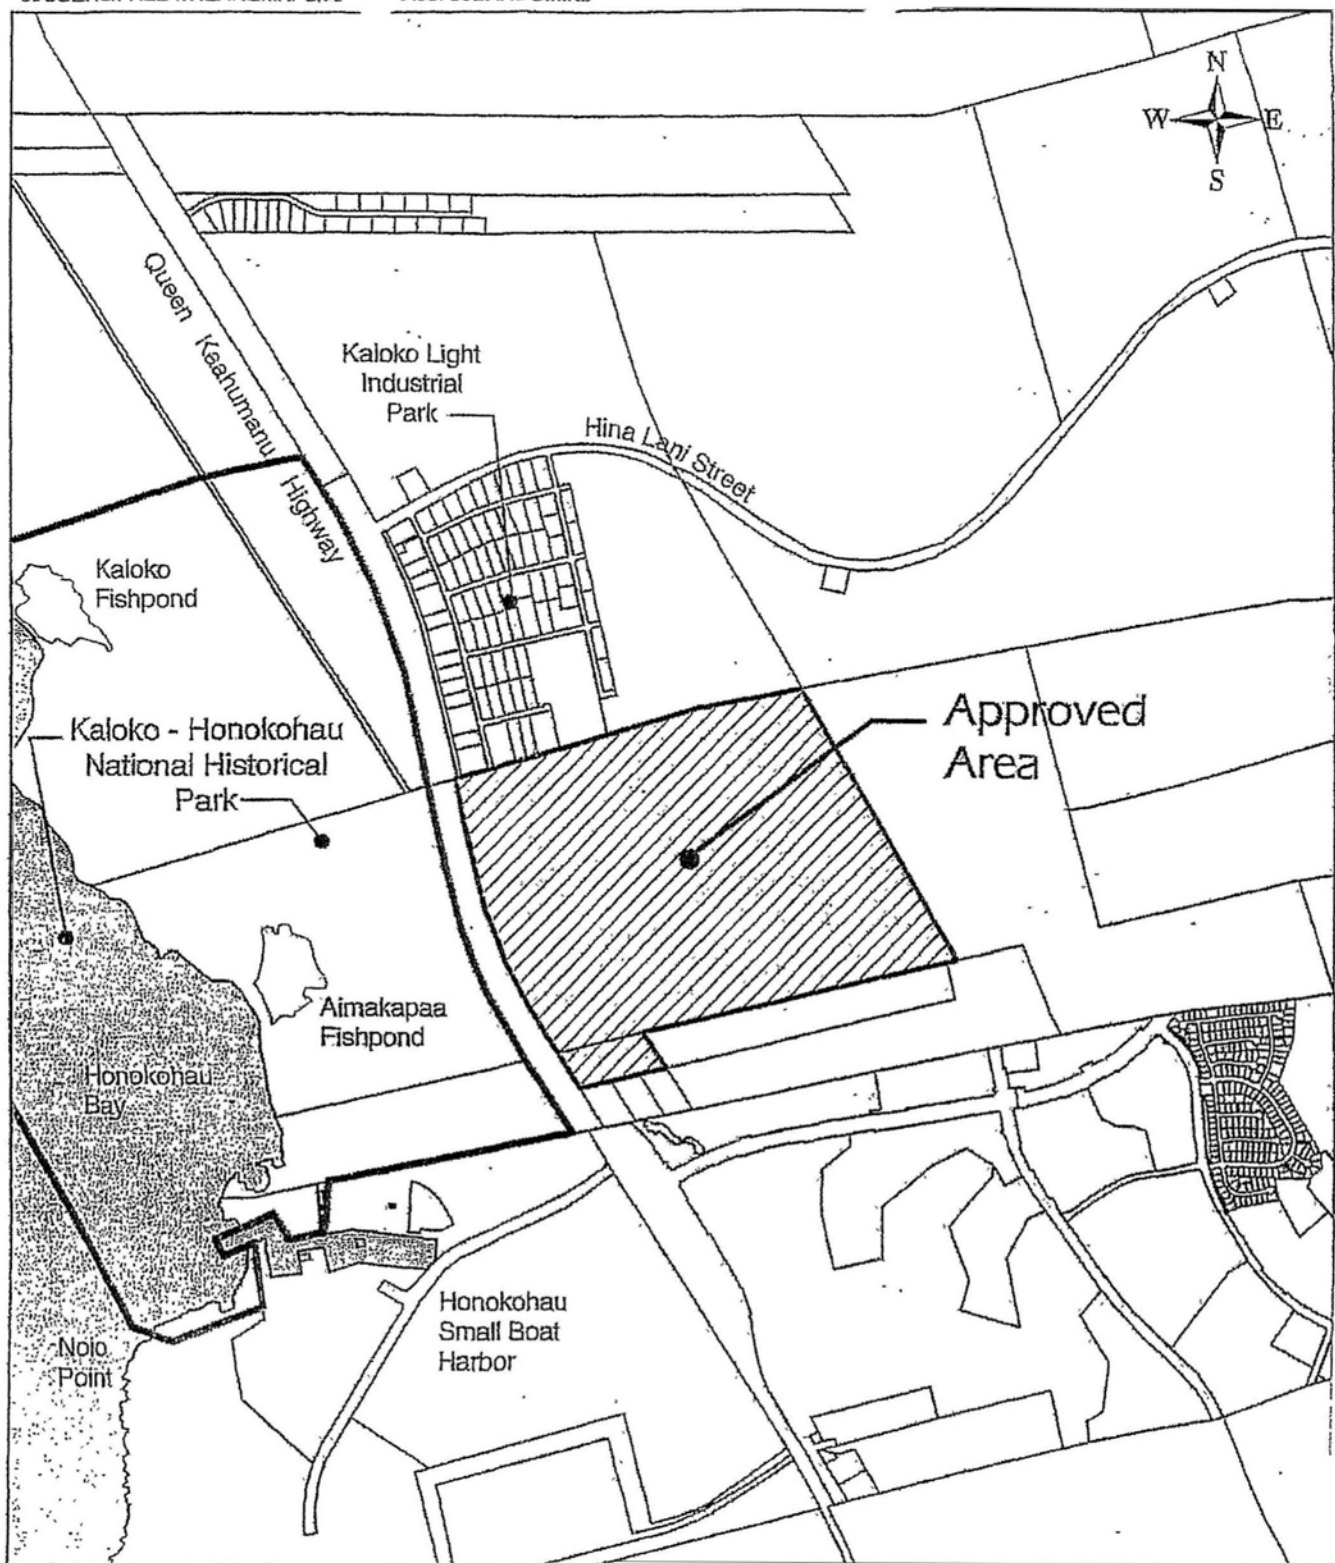 N
W E
S
Queen Kaahumanu Highway
Kaloko Light
Industrial
Park
Hina Lani Street
Kaloko
Fishpond
Kaloko - Honokohau
National Historical
Park
Approved
Area
Aimakapaa
Fishpond
Honokohau
Bay
Honokohau
Small Boat
Harbor
Noio
Point